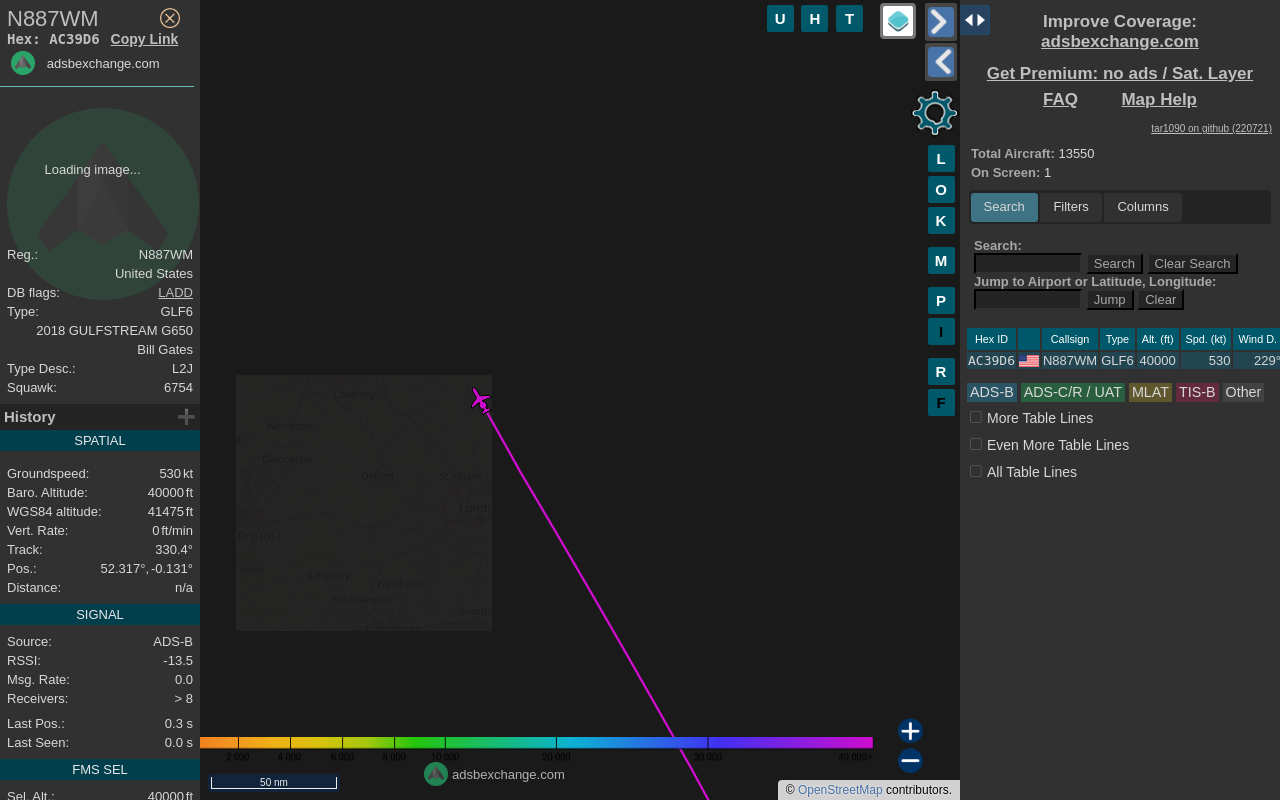 N887WM
Hex: AC39D6 Copy Link
adsbexchange.com
Loading image...
Reg.: N887WM
United States
DB flags: LADD
Type: GLF6
2018 GULFSTREAM G650
Bill Gates
Type Desc.: L2J
Squawk: 6754
History
SPATIAL
Groundspeed: 530 kt
Baro. Altitude: 40000 ft
WGS84 altitude: 41475 ft
Vert. Rate: 0 ft/min
Track: 330.4°
Pos.: 52.317°, -0.131°
Distance: n/a
SIGNAL
Source: ADS-B
RSSI: -13.5
Msg. Rate: 0.0
Receivers: > 8
Last Pos.: 0.3 s
Last Seen: 0.0 s
FMS SEL
Sel. Alt.: 40000 ft
U H T
L
O
K
M
P
I
R
F
Coventry
Worcester
Gloucester
Oxford
St Albans
Bristol
Wells
Salisbury
Winchester
Southampton
2 000 4 000 6 000 8 000 10 000 20 000 30 000 40 000+
adsbexchange.com
50 nm
© OpenStreetMap contributors.
Improve Coverage:
adsbexchange.com
Get Premium: no ads / Sat. Layer
FAQ Map Help
tar1090 on github (220721)
Total Aircraft: 13550
On Screen: 1
Search Filters Columns
Search:
Search Clear Search
Jump to Airport or Latitude, Longitude:
Jump Clear
Hex ID Callsign Type Alt. (ft) Spd. (kt) Wind D.
AC39D6 N887WM GLF6 40000 530 229°
ADS-B ADS-C/R / UAT MLAT TIS-B Other
More Table Lines
Even More Table Lines
All Table Lines